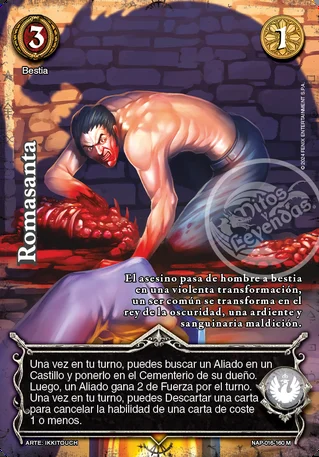 3
1
Bestia
© 2024 FENIX ENTERTAINMENT S.P.A.
Romasanta
Mitos y
Leyendas
El asesino pasa de hombre a bestia
en una violenta transformación,
un ser común se transforma en el
rey de la oscuridad, una ardiente y
sanguinaria maldición.
Una vez en tu turno, puedes buscar un Aliado en un
Castillo y ponerlo en el Cementerio de su dueño.
Luego, un Aliado gana 2 de Fuerza por el turno.
Una vez en tu turno, puedes Descartar una carta
para cancelar la habilidad de una carta de coste
1 o menos.
ARTE: IKKITOUCH
NAP-016-160 M